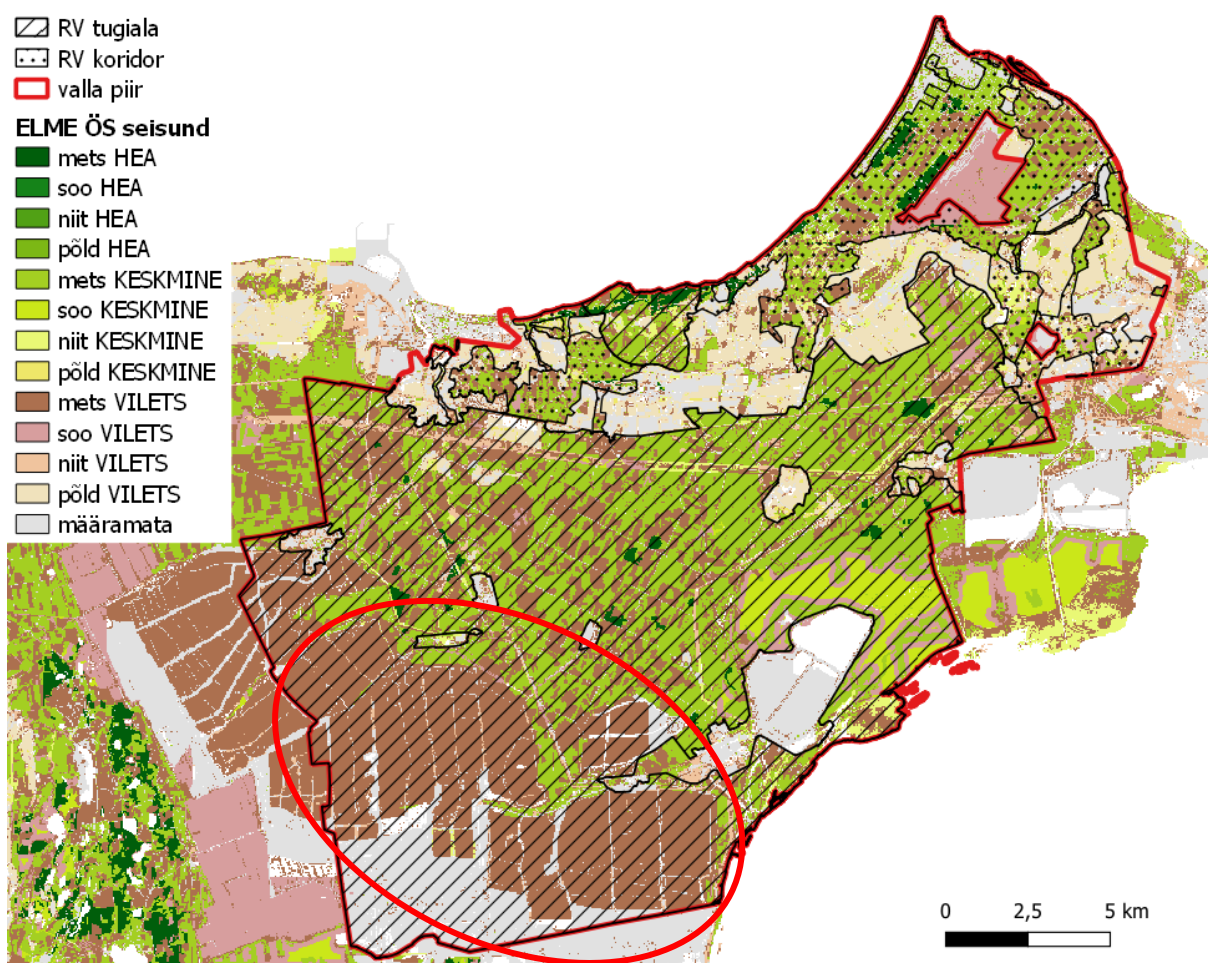 RV tugiala
RV koridor
valla piir
ELME ÖS seisund
mets HEA
soo HEA
niit HEA
põld HEA
mets KESKMINE
soo KESKMINE
niit KESKMINE
põld KESKMINE
mets VILETS
soo VILETS
niit VILETS
põld VILETS
määramata
0 2,5 5 km